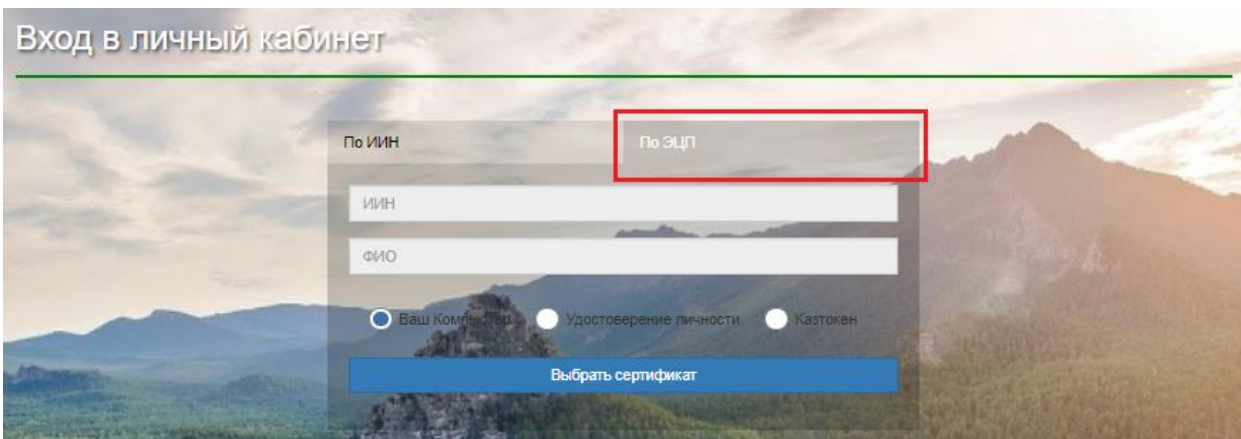 Вход в личный кабинет
По ИИН
По ЭЦП
ИИН
ФИО
Ваш Компьютер Удостоверение личности Казтокен
Выбрать сертификат